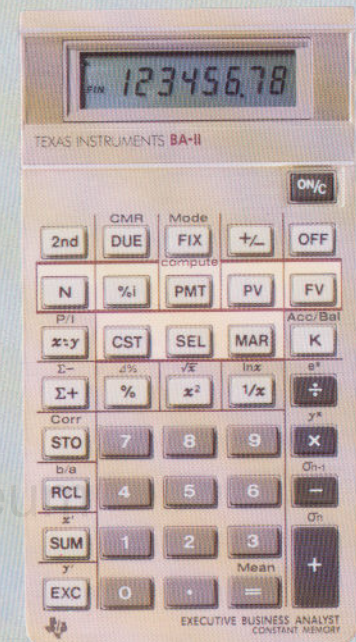 FIN 123456.78
TEXAS INSTRUMENTS BA-II
ON/C
CMR Mode
2nd DUE FIX +/− OFF
compute
N %i PMT PV FV
P/I Acc/Bal
x:y CST SEL MAR K
Σ− Δ% √x lnx eˣ
Σ+ % x² 1/x ÷
Corr yˣ
STO 7 8 9 ×
b/a σn-1
RCL 4 5 6 −
x' σn
SUM 1 2 3 +
y' Mean
EXC 0 . =
EXECUTIVE BUSINESS ANALYST
CONSTANT MEMORY